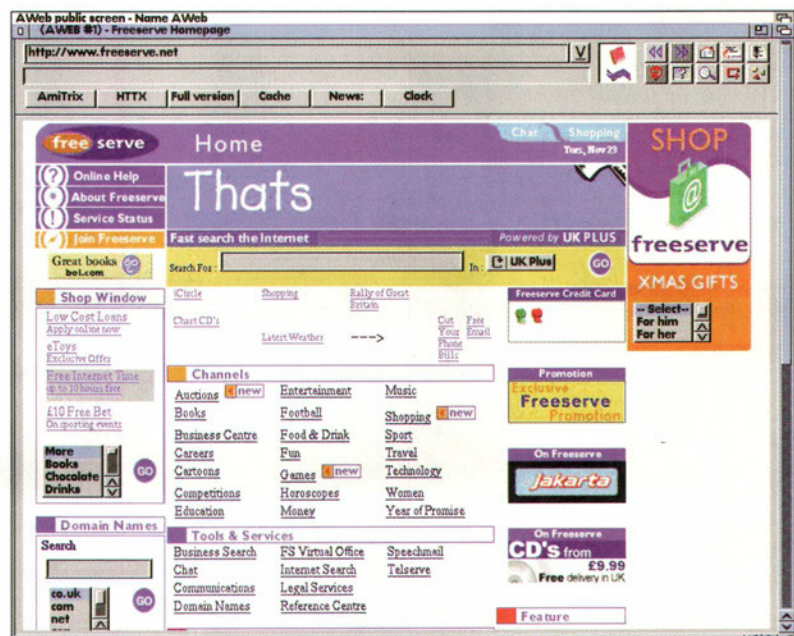 AWeb public screen - Name AWeb
(AWEB #1) - Freeserve Homepage
http://www.freeserve.net
V
AmiTrix
HTTX
Full version
Cache
News:
Clock
free serve
Home
Chat
Shopping
Tues, Nov 23
SHOP
@
freeserve
XMAS GIFTS
-- Select--
For him
For her
Online Help
About Freeserve
Service Status
Join Freeserve
Thats
Fast search the Internet
Powered by UK PLUS
Great books
bol.com
GO
Search For :
In :
UK Plus
GO
Shop Window
Low Cost Loans
Apply online now
eToys
Exclusive Offer
Free Internet Tune
up to 10 hours free
£10 Free Bet
On sporting events
More
Books
Chocolate
Drinks
GO
Domain Names
Search
co.uk
com
net
GO
iCircle
Shopping
Rally of Great
Britain
Chart CD's
Latest Weather
--->
Cut
Your
Phone
Bills
Free
Email
Channels
Auctions new
Entertainment
Music
Books
Football
Shopping new
Business Centre
Food & Drink
Sport
Careers
Fun
Travel
Cartoons
Games new
Technology
Competitions
Horoscopes
Women
Education
Money
Year of Promise
Tools & Services
Business Search
FS Virtual Office
Speechmail
Chat
Internet Search
Telserve
Communications
Legal Services
Domain Names
Reference Centre
Freeserve Credit Card
Promotion
Exclusive
Freeserve
Promotion
On Freeserve
Jakarta
On Freeserve
CD's from
£9.99
Free delivery in UK
Feature